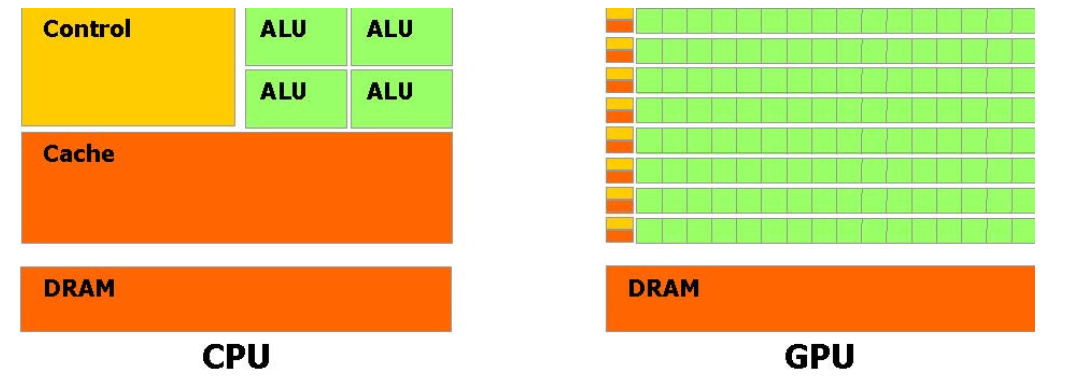 Control
ALU ALU
ALU ALU
Cache
DRAM
CPU
DRAM
GPU